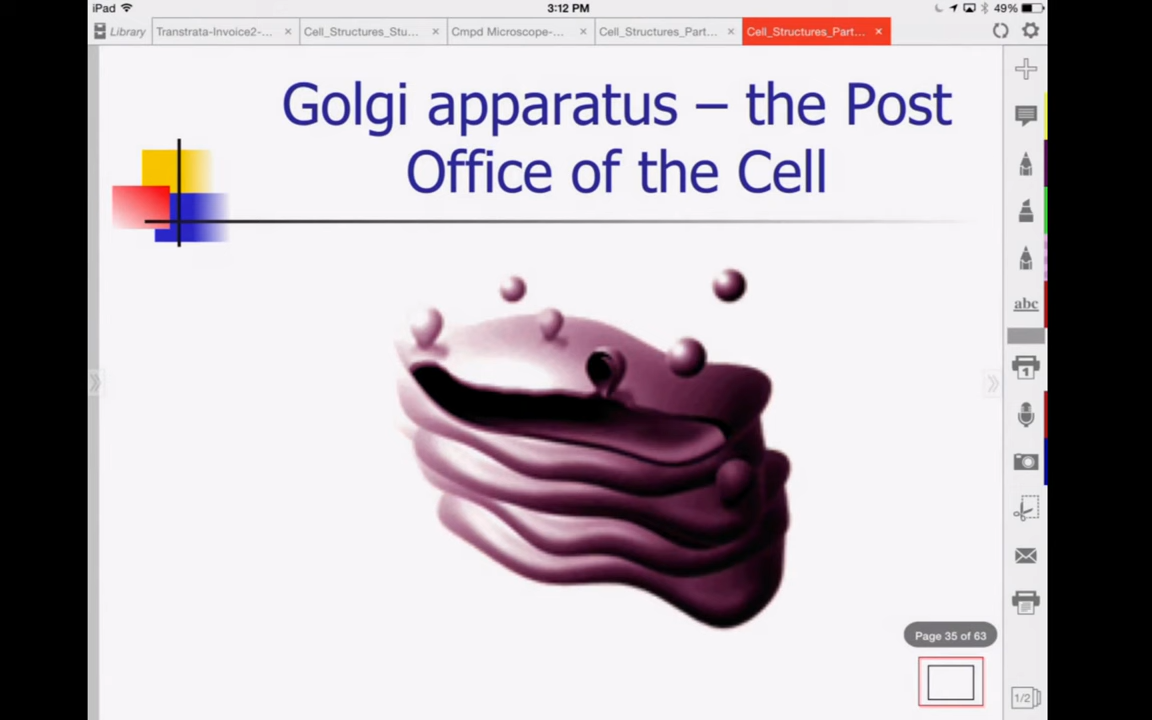 iPad 3:12 PM 49%
Library Transtrata-Invoice2-... × Cell_Structures_Stu... × Cmpd Microscope-... × Cell_Structures_Part... × Cell_Structures_Part... ×
Golgi apparatus – the Post
Office of the Cell
abc
1
Page 35 of 63
1/2